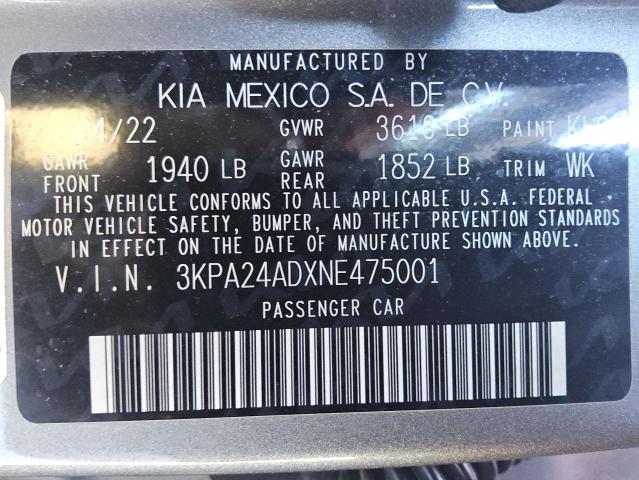 MANUFACTURED BY
KIA MEXICO S.A. DE C.V.
04/22 GVWR LB PAINT
GAWR FRONT 1940 LB GAWR REAR 1852 LB TRIM WK
THIS VEHICLE CONFORMS TO ALL APPLICABLE U.S.A. FEDERAL
MOTOR VEHICLE SAFETY, BUMPER, AND THEFT PREVENTION STANDARDS
IN EFFECT ON THE DATE OF MANUFACTURE SHOWN ABOVE.
V.I.N. 3KPA24ADXNE475001
PASSENGER CAR